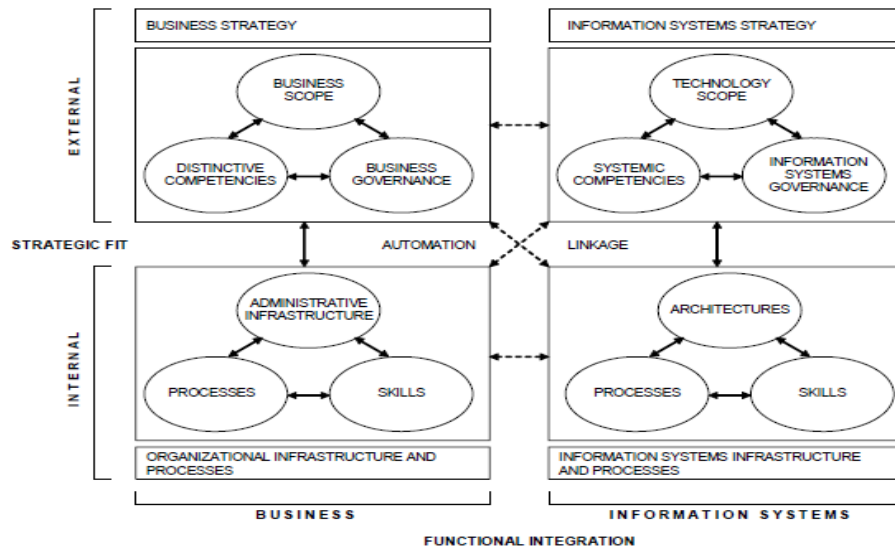 BUSINESS STRATEGY
INFORMATION SYSTEMS STRATEGY
EXTERNAL
BUSINESS
SCOPE
DISTINCTIVE
COMPETENCIES
BUSINESS
GOVERNANCE
TECHNOLOGY
SCOPE
SYSTEMIC
COMPETENCIES
INFORMATION
SYSTEMS
GOVERNANCE
STRATEGIC FIT
AUTOMATION
LINKAGE
INTERNAL
ADMINISTRATIVE
INFRASTRUCTURE
PROCESSES
SKILLS
ARCHITECTURES
PROCESSES
SKILLS
ORGANIZATIONAL INFRASTRUCTURE AND
PROCESSES
INFORMATION SYSTEMS INFRASTRUCTURE
AND PROCESSES
BUSINESS
INFORMATION SYSTEMS
FUNCTIONAL INTEGRATION